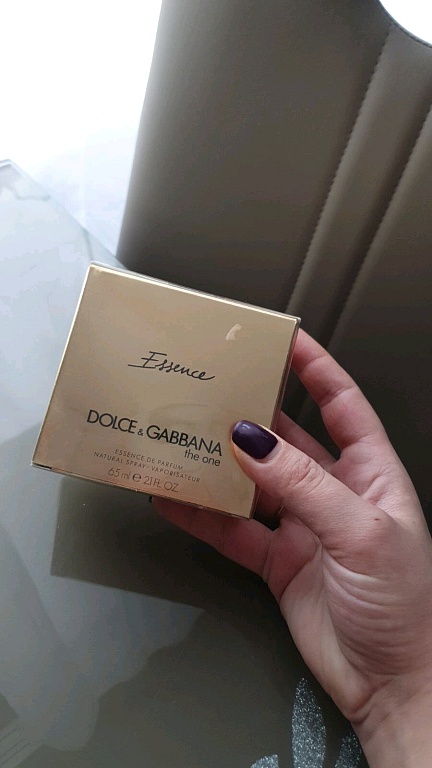 Essence
DOLCE & GABBANA
the one
ESSENCE DE PARFUM
NATURAL SPRAY - VAPORISATEUR
65 ml ℮ 2.1 FL.OZ